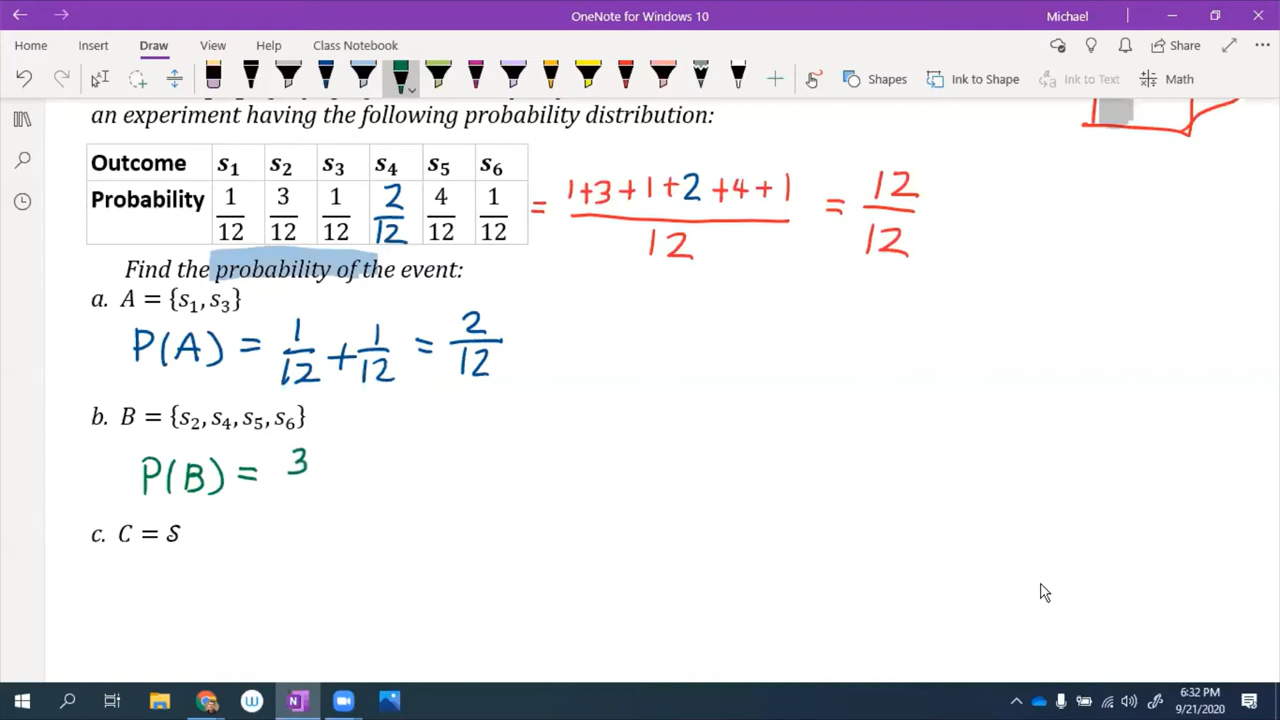 OneNote for Windows 10
Michael
Home Insert Draw View Help Class Notebook
Share
Shapes Ink to Shape Ink to Text Math
an experiment having the following probability distribution:
Outcome s₁ s₂ s₃ s₄ s₅ s₆
Probability 1/12 3/12 1/12 2/12 4/12 1/12 = (1+3+1+2+4+1)/12 = 12/12
Find the probability of the event:
a. A = {s₁, s₃}
P(A) = 1/12 + 1/12 = 2/12
b. B = {s₂, s₄, s₅, s₆}
P(B) = 3
c. C = S
6:32 PM
9/21/2020